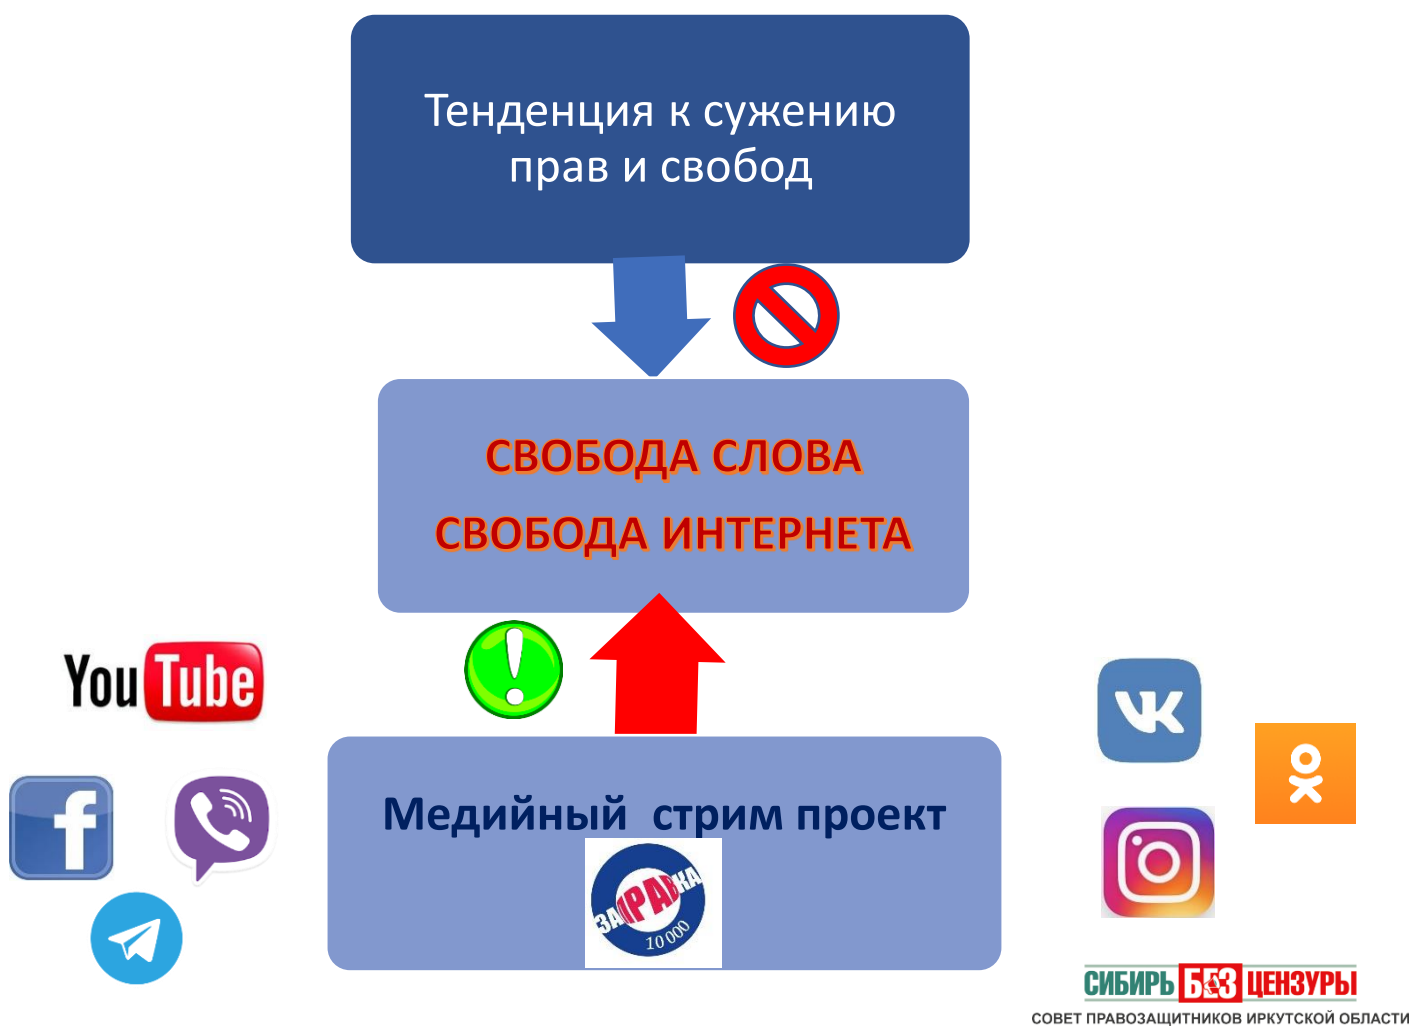 Тенденция к сужению
прав и свобод
СВОБОДА СЛОВА
СВОБОДА ИНТЕРНЕТА
YouTube
Медийный стрим проект
ЗАПРАВКА
10 000
СИБИРЬ БЕЗ ЦЕНЗУРЫ
СОВЕТ ПРАВОЗАЩИТНИКОВ ИРКУТСКОЙ ОБЛАСТИ